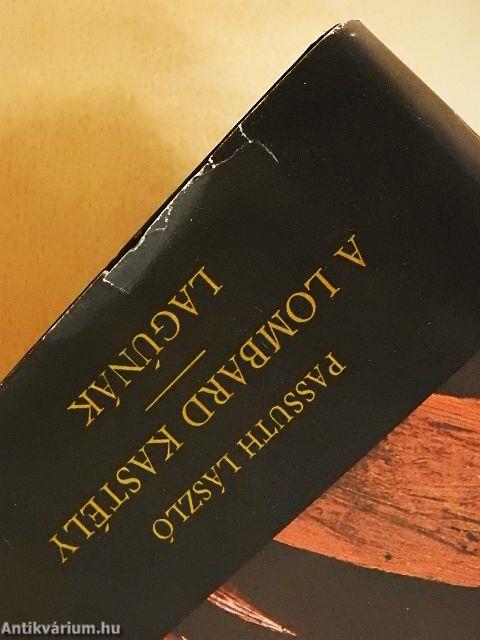 PASSUTH LÁSZLÓ
A LOMBARD KASTÉLY
LAGÚNÁK
Antikvárium.hu